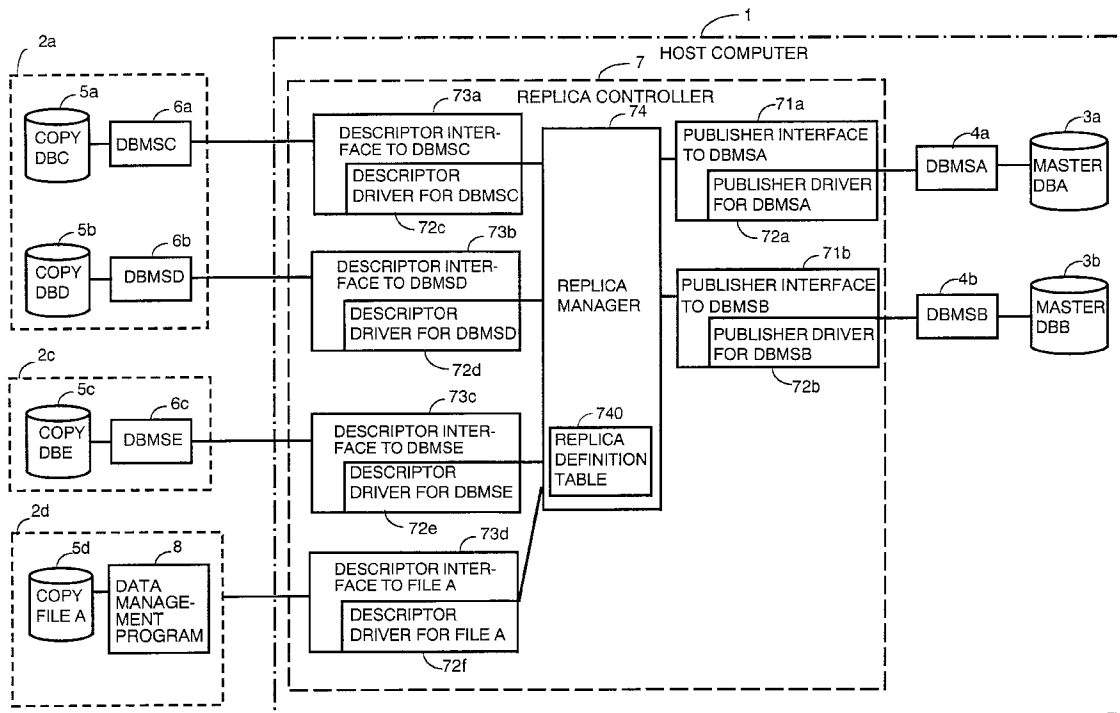 1
HOST COMPUTER
2a
7
REPLICA CONTROLLER
5a
COPY
DBC
6a
DBMSC
73a
DESCRIPTOR INTER-
FACE TO DBMSC
DESCRIPTOR
DRIVER FOR DBMSC
72c
74
REPLICA
MANAGER
71a
PUBLISHER INTERFACE
TO DBMSA
PUBLISHER DRIVER
FOR DBMSA
72a
4a
DBMSA
3a
MASTER
DBA
5b
COPY
DBD
6b
DBMSD
73b
DESCRIPTOR INTER-
FACE TO DBMSD
DESCRIPTOR
DRIVER FOR DBMSD
72d
71b
PUBLISHER INTERFACE
TO DBMSB
PUBLISHER DRIVER
FOR DBMSB
72b
4b
DBMSB
3b
MASTER
DBB
2c
5c
COPY
DBE
6c
DBMSE
73c
DESCRIPTOR INTER-
FACE TO DBMSE
DESCRIPTOR
DRIVER FOR DBMSE
72e
740
REPLICA
DEFINITION
TABLE
2d
5d
COPY
FILE A
8
DATA
MANAGE-
MENT
PROGRAM
73d
DESCRIPTOR INTER-
FACE TO FILE A
DESCRIPTOR
DRIVER FOR FILE A
72f